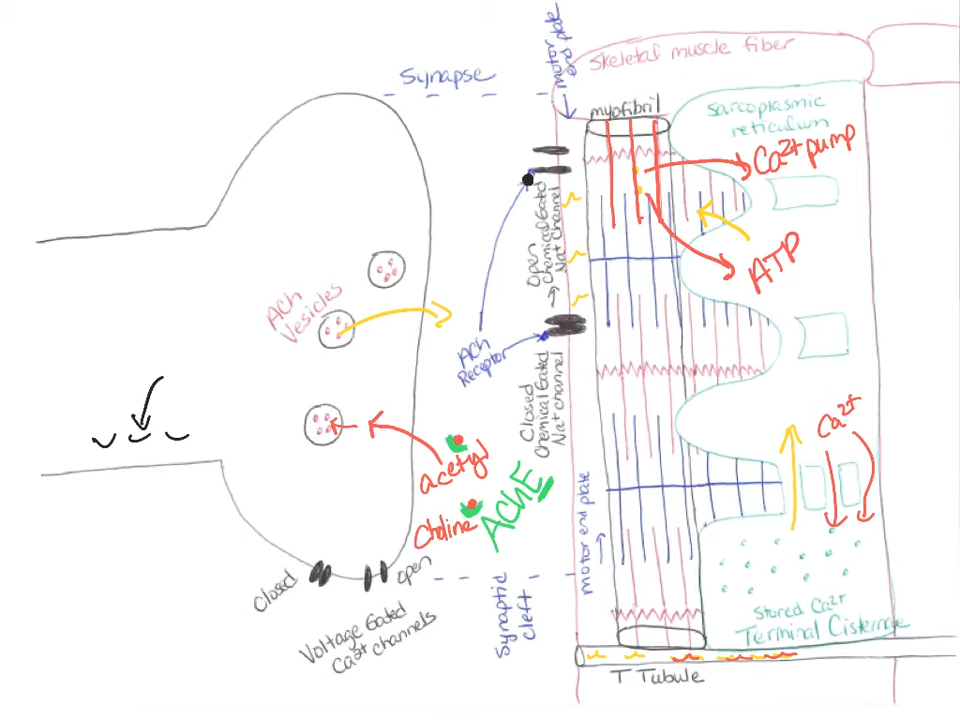 Synapse
motor
end plate
Skeletal muscle fiber
myofibril
Sarcoplasmic
reticulum
Ca2+ pump
ATP
ACh
Vesicles
ACh
Receptor
Open
Chemical Gated
Na+ Channel
Closed
Chemical Gated
Na+ channel
acetyl
Choline
AChE
Ca2+
motor end plate
Closed
open
Voltage Gated
Ca2+ channels
Synaptic
cleft
Stored Ca2+
Terminal Cisternae
T Tubule